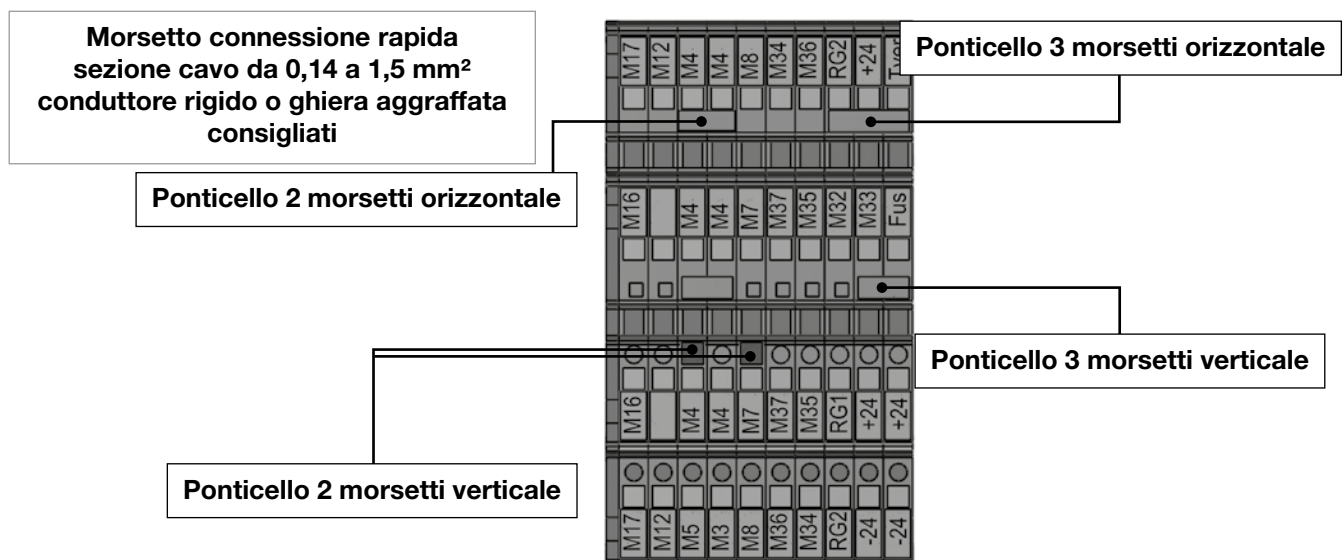 Morsetto connessione rapida
sezione cavo da 0,14 a 1,5 mm²
conduttore rigido o ghiera aggraffata
consigliati
Ponticello 3 morsetti orizzontale
M17 M12 M4 M4 M8 M34 M36 RG2 +24
Ponticello 2 morsetti orizzontale
M16 M4 M4 M7 M37 M35 M32 M33 Fus
Ponticello 3 morsetti verticale
M16 M4 M4 M7 M37 M35 RG1 +24 +24
Ponticello 2 morsetti verticale
M17 M12 M5 M3 M8 M36 M34 RG2 -24 -24